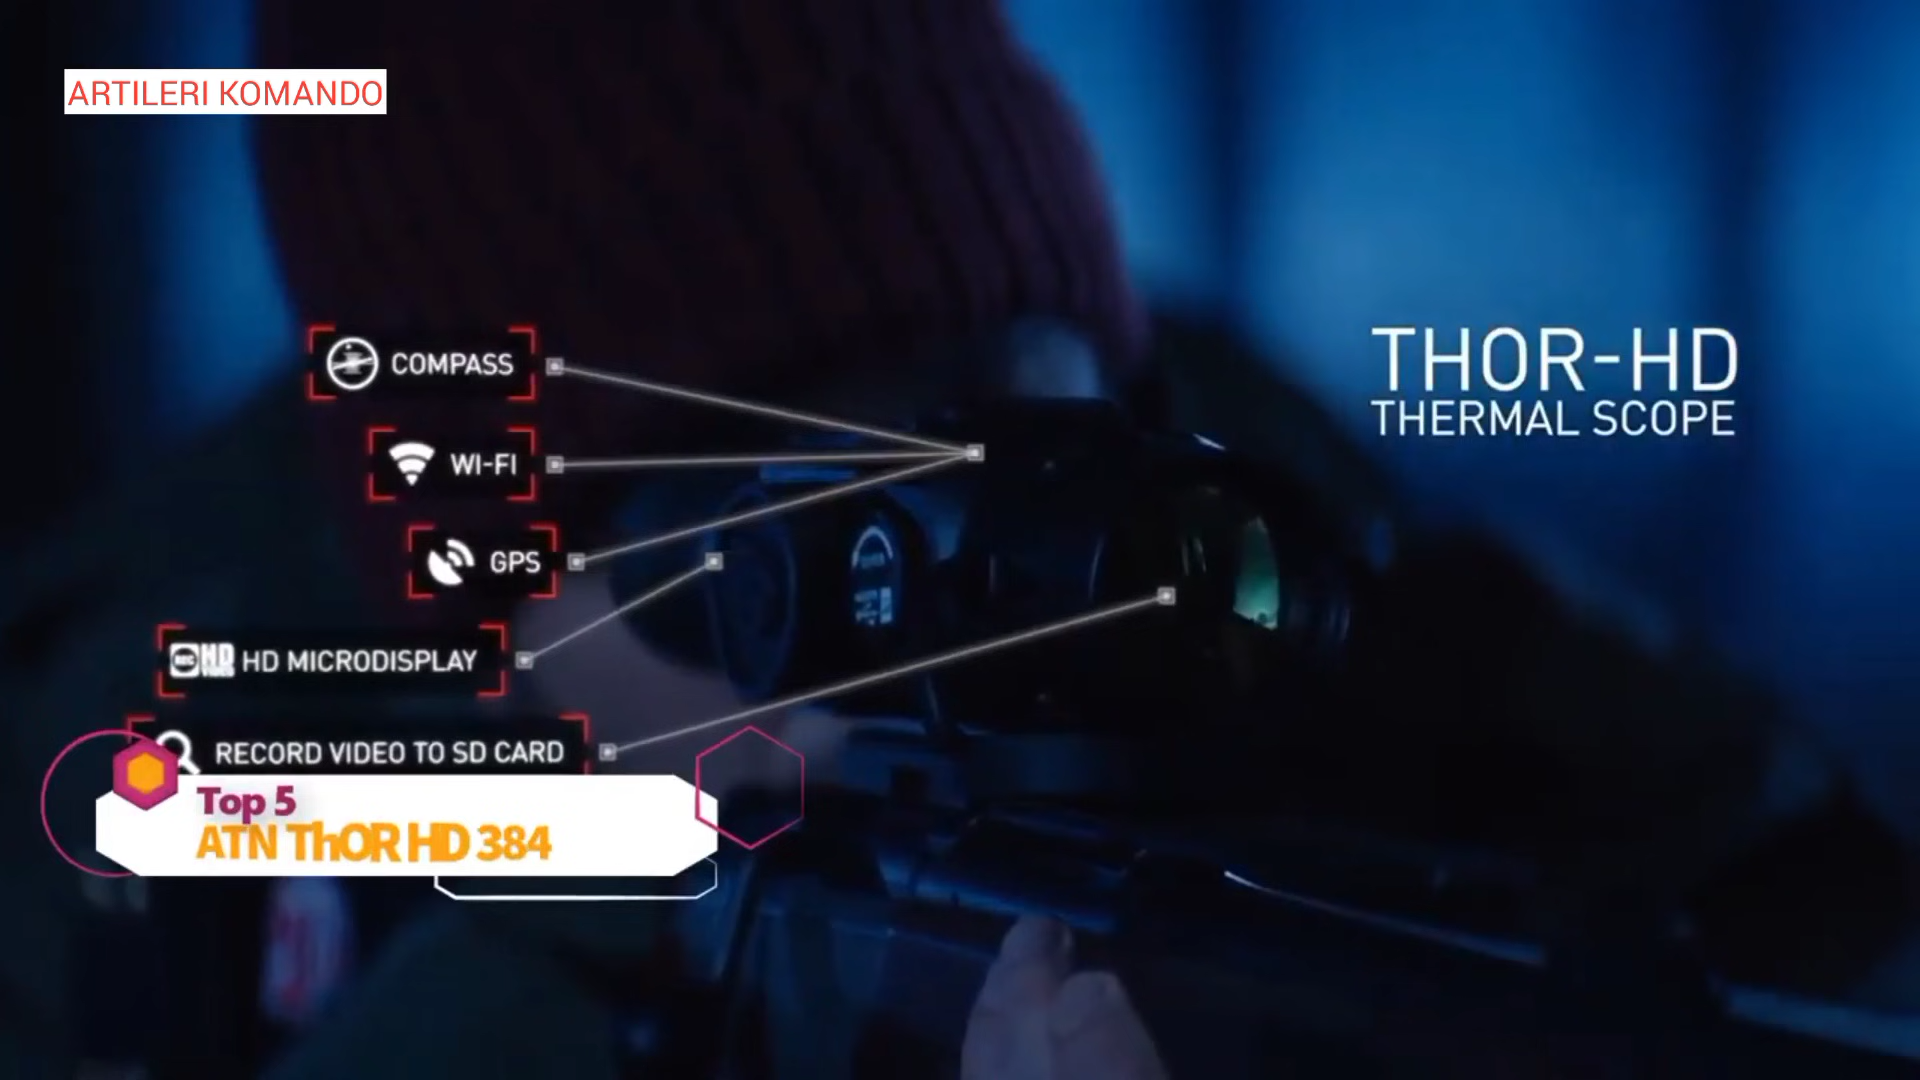 ARTILERI KOMANDO
THOR-HD
THERMAL SCOPE
COMPASS
WI-FI
GPS
HD
HD MICRODISPLAY
RECORD VIDEO TO SD CARD
Top 5
ATN ThOR HD 384